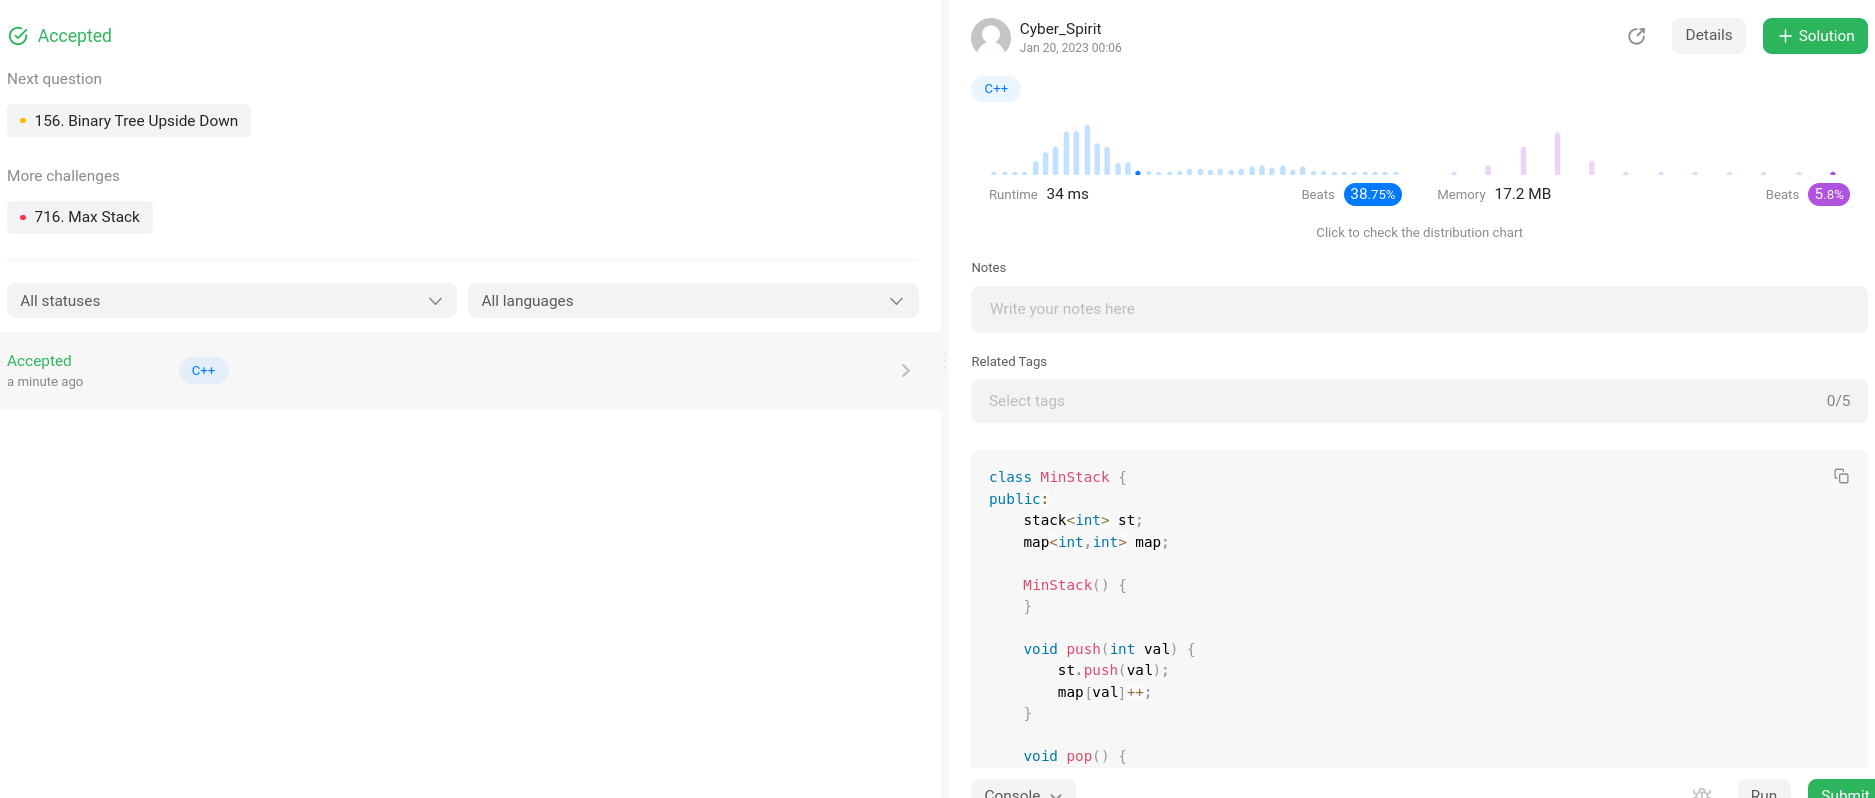 Accepted
Next question
156. Binary Tree Upside Down
More challenges
716. Max Stack
All statuses
All languages
Accepted
a minute ago
C++
Cyber_Spirit
Jan 20, 2023 00:06
Details
+ Solution
C++
Runtime 34 ms
Beats 38.75%
Memory 17.2 MB
Beats 5.8%
Click to check the distribution chart
Notes
Write your notes here
Related Tags
Select tags
0/5
class MinStack {
public:
    stack<int> st;
    map<int,int> map;

    MinStack() {
    }

    void push(int val) {
        st.push(val);
        map[val]++;
    }

    void pop() {
Console
Run
Submit